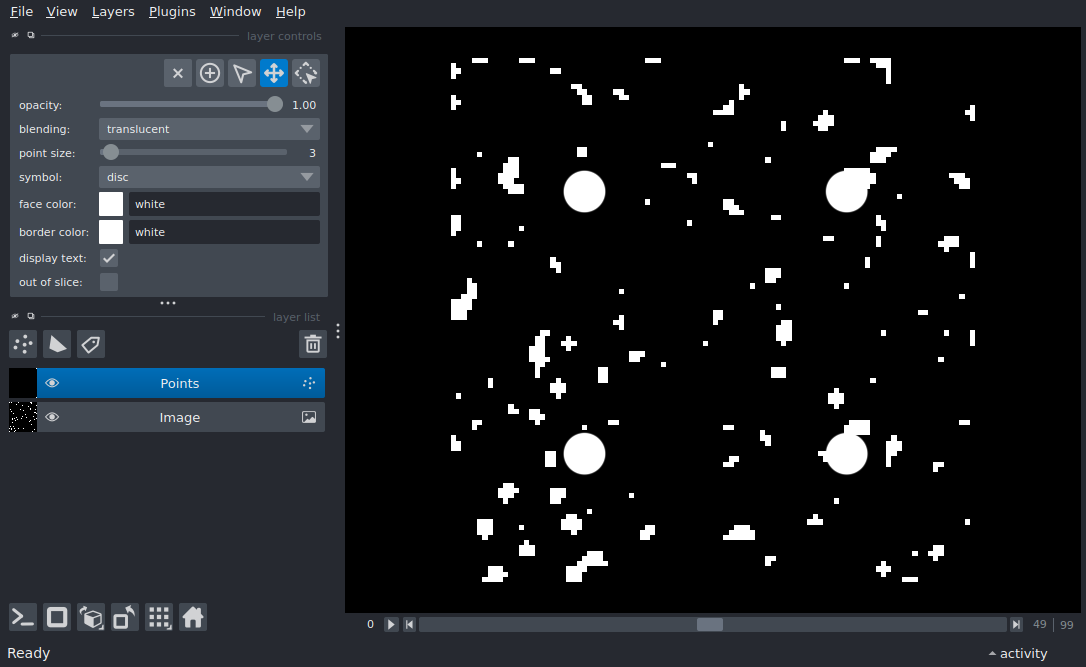 File View Layers Plugins Window Help
layer controls
opacity: 1.00
blending: translucent
point size: 3
symbol: disc
face color: white
border color: white
display text:
out of slice:
layer list
Points
Image
0 49 99
Ready activity